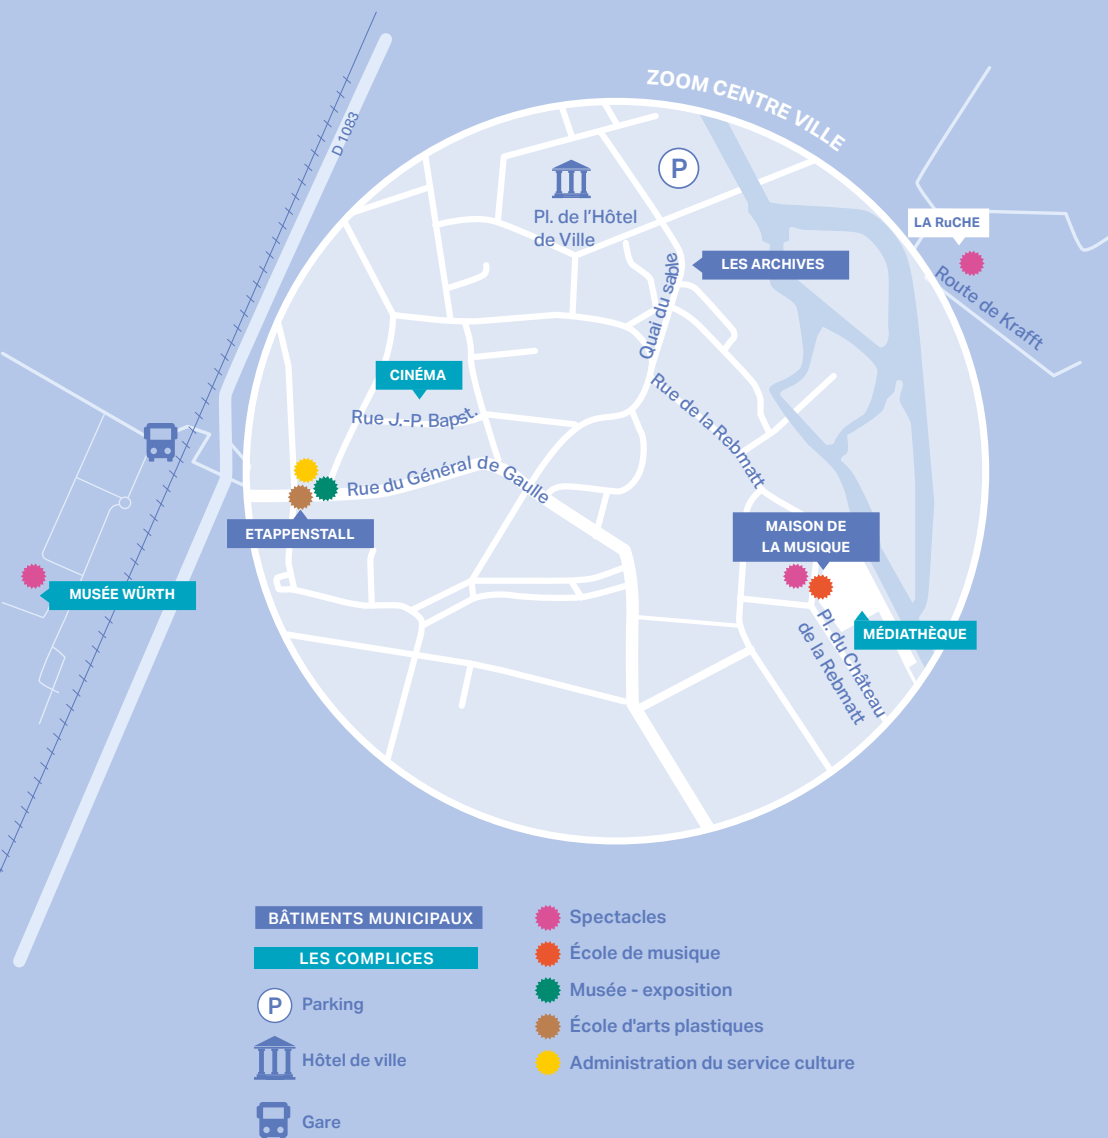 ZOOM CENTRE VILLE
D 1083
P
Pl. de l'Hôtel
de Ville
LA RuCHE
LES ARCHIVES
Route de Krafft
Quai du sable
CINÉMA
Rue J.-P. Bapst.
Rue de la Rebmatt
Rue du Général de Gaulle
ETAPPENSTALL
MAISON DE
LA MUSIQUE
MUSÉE WÜRTH
MÉDIATHÈQUE
Pl. du Château
de la Rebmatt
BÂTIMENTS MUNICIPAUX
LES COMPLICES
P Parking
Hôtel de ville
Gare
Spectacles
École de musique
Musée - exposition
École d'arts plastiques
Administration du service culture